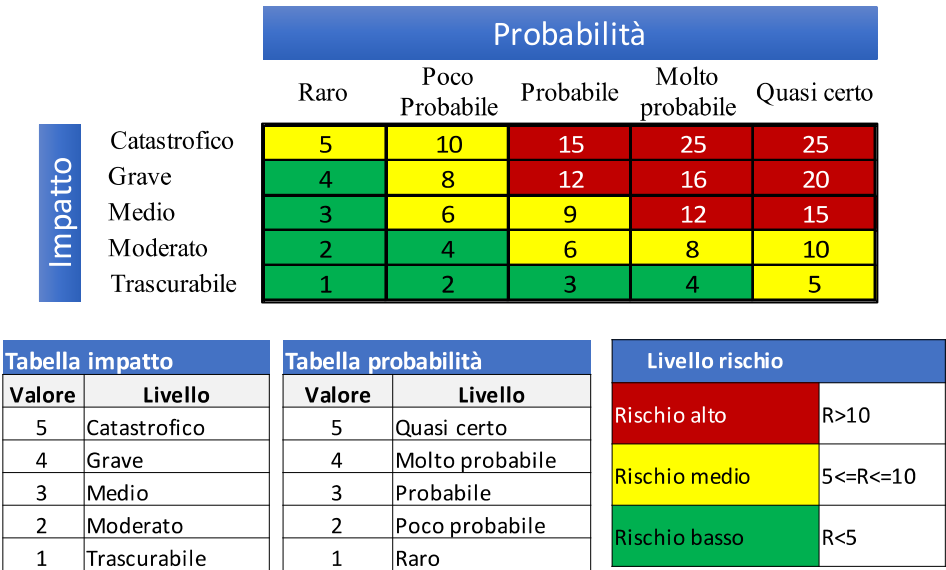 Probabilità
Raro Poco Probabile Probabile Molto probabile Quasi certo
Impatto
Catastrofico 5 10 15 25 25
Grave 4 8 12 16 20
Medio 3 6 9 12 15
Moderato 2 4 6 8 10
Trascurabile 1 2 3 4 5
Tabella impatto
Valore Livello
5 Catastrofico
4 Grave
3 Medio
2 Moderato
1 Trascurabile
Tabella probabilità
Valore Livello
5 Quasi certo
4 Molto probabile
3 Probabile
2 Poco probabile
1 Raro
Livello rischio
Rischio alto R>10
Rischio medio 5<=R<=10
Rischio basso R<5